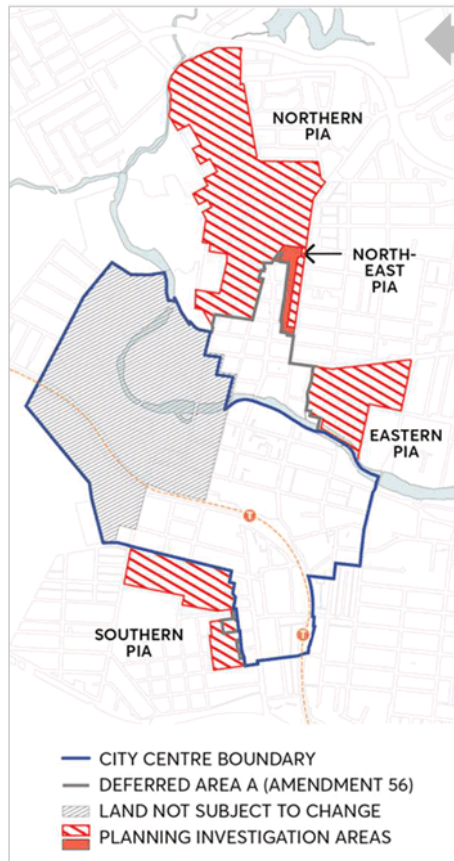 NORTHERN
PIA
NORTH-
EAST
PIA
EASTERN
PIA
T
T
SOUTHERN
PIA
CITY CENTRE BOUNDARY
DEFERRED AREA A (AMENDMENT 56)
LAND NOT SUBJECT TO CHANGE
PLANNING INVESTIGATION AREAS